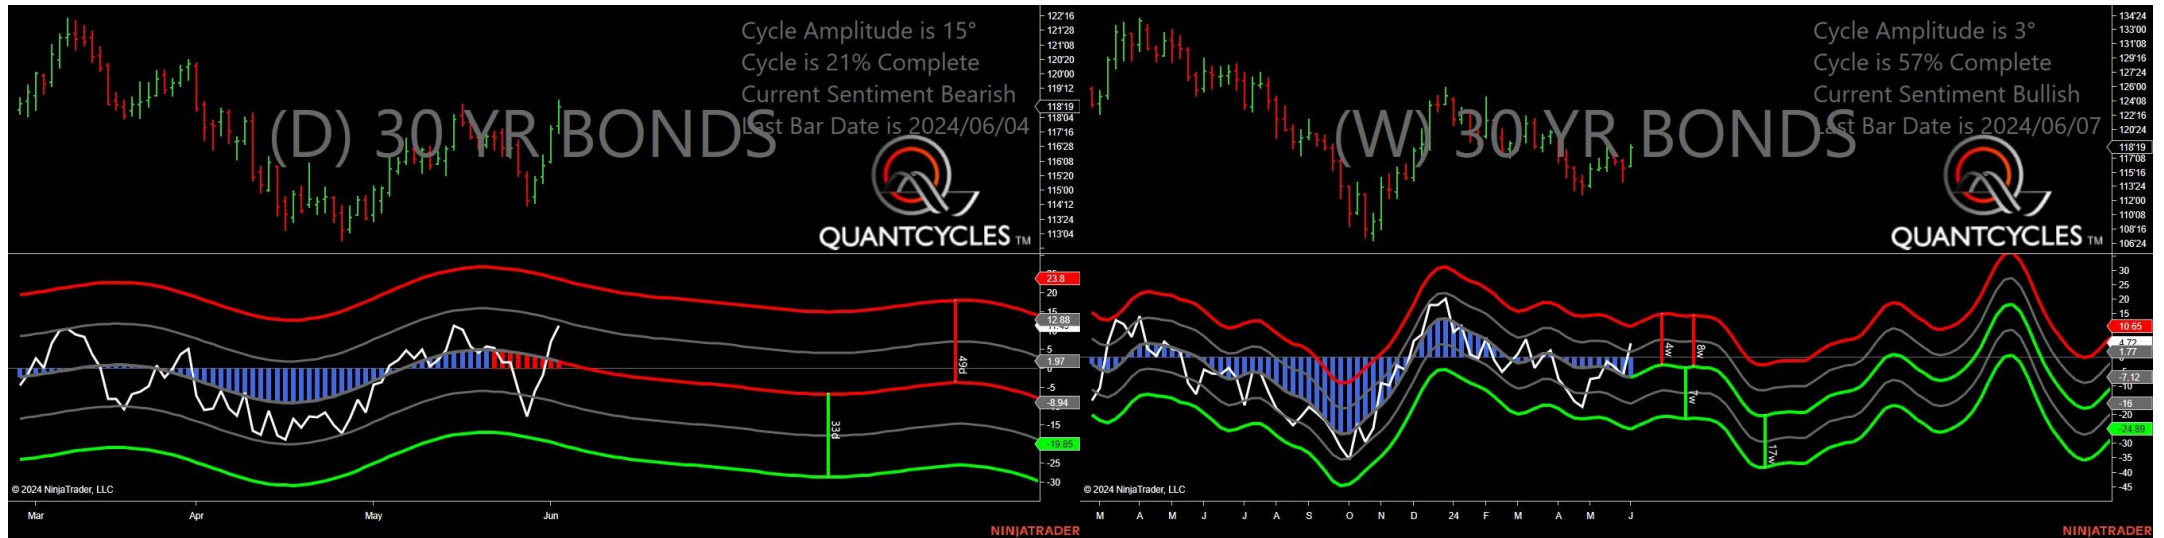 Cycle Amplitude is 15°
Cycle is 21% Complete
Current Sentiment Bearish
Last Bar Date is 2024/06/04
(D) 30 YR BONDS
QUANTCYCLES TM
122'16
121'28
121'08
120'20
120'00
119'12
118'19
118'04
117'16
116'28
116'08
115'20
115'00
114'12
113'24
113'04
23.8
20
15
12.88
5
1.97
0
-5
-8.94
-15
-19.85
-25
-30
49d
33d
© 2024 NinjaTrader, LLC
Mar
Apr
May
Jun
NINJATRADER
Cycle Amplitude is 3°
Cycle is 57% Complete
Current Sentiment Bullish
Last Bar Date is 2024/06/07
(W) 30 YR BONDS
QUANTCYCLES TM
134'24
133'00
131'08
129'16
127'24
126'00
124'08
122'16
120'24
118'19
117'08
115'16
113'24
112'00
110'08
108'16
106'24
30
25
20
15
10.65
4.72
1.77
-7.12
-10
-16
-20
-24.89
-30
-35
-40
-45
4w
8w
7w
17w
© 2024 NinjaTrader, LLC
M A M J J A S O N D 24 F M A M J
NINJATRADER